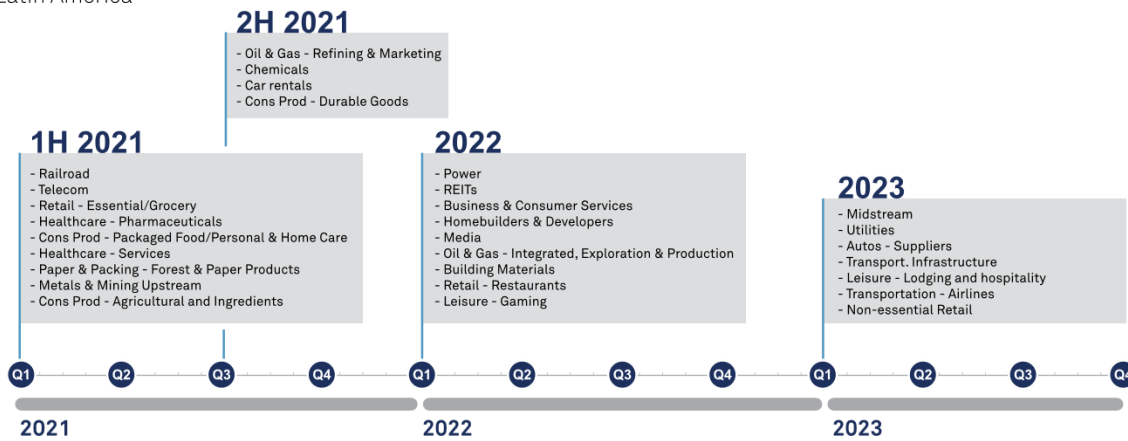 Latin America
2H 2021
- Oil & Gas - Refining & Marketing
- Chemicals
- Car rentals
- Cons Prod - Durable Goods
1H 2021
- Railroad
- Telecom
- Retail - Essential/Grocery
- Healthcare - Pharmaceuticals
- Cons Prod - Packaged Food/Personal & Home Care
- Healthcare - Services
- Paper & Packing - Forest & Paper Products
- Metals & Mining Upstream
- Cons Prod - Agricultural and Ingredients
2022
- Power
- REITs
- Business & Consumer Services
- Homebuilders & Developers
- Media
- Oil & Gas - Integrated, Exploration & Production
- Building Materials
- Retail - Restaurants
- Leisure - Gaming
2023
- Midstream
- Utilities
- Autos - Suppliers
- Transport. Infrastructure
- Leisure - Lodging and hospitality
- Transportation - Airlines
- Non-essential Retail
Q1 Q2 Q3 Q4 Q1 Q2 Q3 Q4 Q1 Q2 Q3 Q4
2021 2022 2023